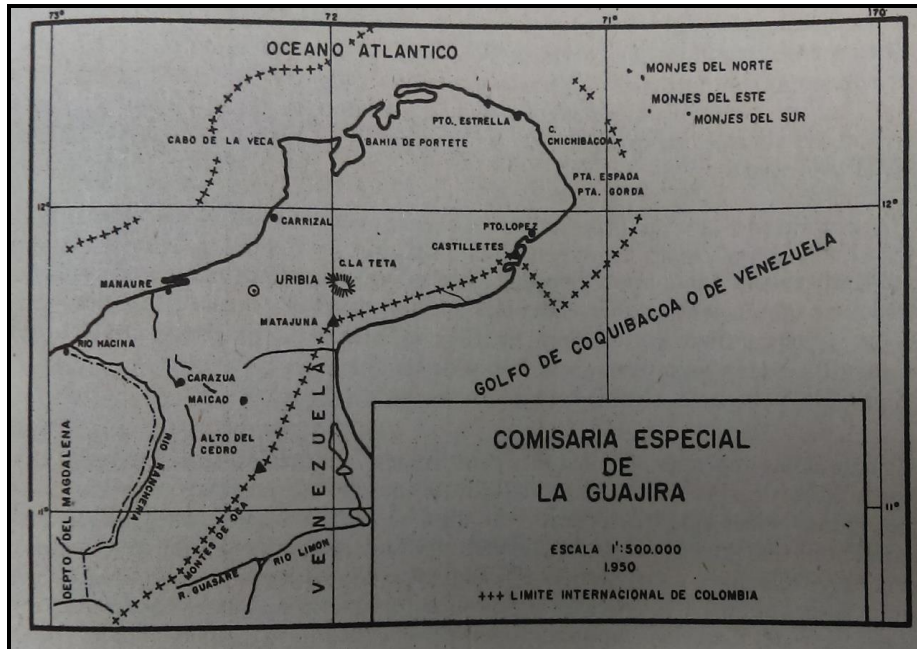 73°
72
71°
170°
OCEANO ATLANTICO
MONJES DEL NORTE
MONJES DEL ESTE
MONJES DEL SUR
PTO. ESTRELLA
C.
CHICHIBACOA
CABO DE LA VECA
BAHIA DE PORTETE
PTA. ESPADA
PTA. GORDA
12°
12°
CARRIZAL
PTO. LOPEZ
CASTILLETES
C. LA TETA
URIBIA
MANAURE
MATAJUNA
GOLFO DE COQUIBACOA O DE VENEZUELA
RIO HACINA
CARAZUA
MAICAO
ALTO DEL
CEDRO
RIO RANCHERIA
DEPTO DEL MAGDALENA
VENEZUELA
11°
11°
MONTES DE OCA
R. GUASARE
RIO LIMON
COMISARIA ESPECIAL
DE
LA GUAJIRA
ESCALA 1':500.000
1.950
+++ LIMITE INTERNACIONAL DE COLOMBIA